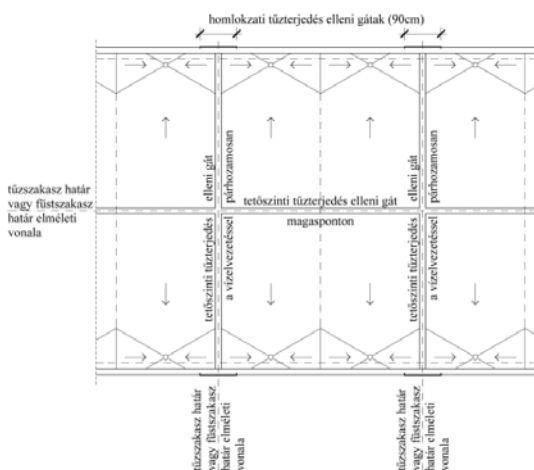 homlokzati tűzterjedés elleni gátak (90cm)
elleni gát
párhozamosan
elleni gát
párhozamosan
tűzszakasz határ
vagy füstszakasz
határ elméleti
vonala
tetőszinti tűzterjedés elleni gát
magasponton
tetőszinti tűzterjedés
a vízelvezetéssel
tetőszinti tűzterjedés
a vízelvezetéssel
tűzszakasz határ
vagy füstszakasz
határ elméleti
vonala
tűzszakasz határ
vagy füstszakasz
határ elméleti
vonala